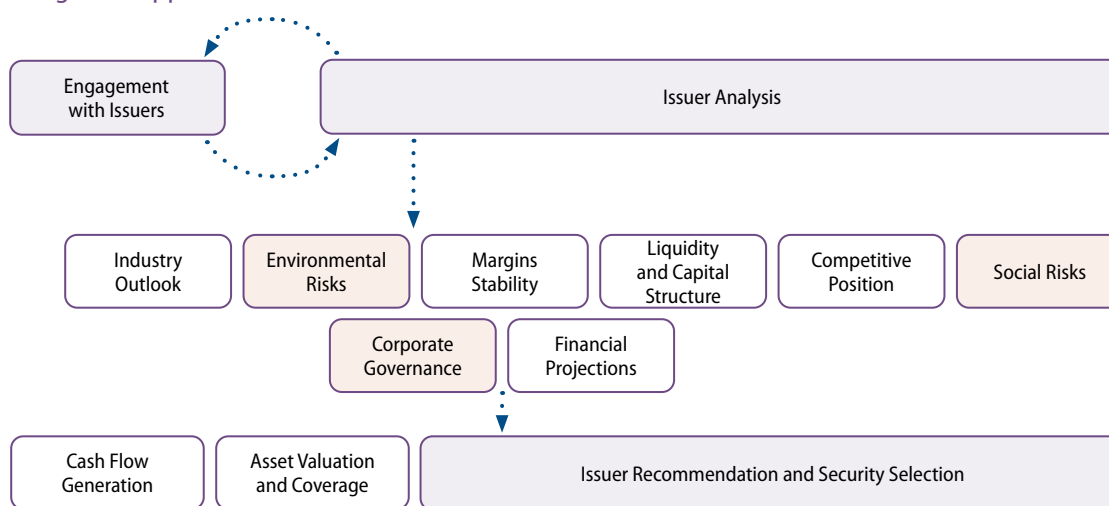 Engagement
with Issuers
Issuer Analysis
Industry
Outlook
Environmental
Risks
Margins
Stability
Liquidity
and Capital
Structure
Competitive
Position
Social Risks
Corporate
Governance
Financial
Projections
Cash Flow
Generation
Asset Valuation
and Coverage
Issuer Recommendation and Security Selection